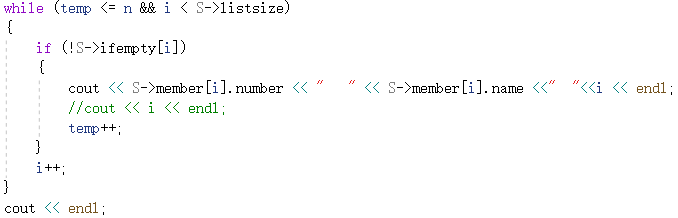 while (temp <= n && i < S->listsize)
{
if (!S->ifempty[i])
{
cout << S->member[i].number << "   " << S->member[i].name <<"  "<<i << endl;
//cout << i << endl;
temp++;
}
i++;
}
cout << endl;